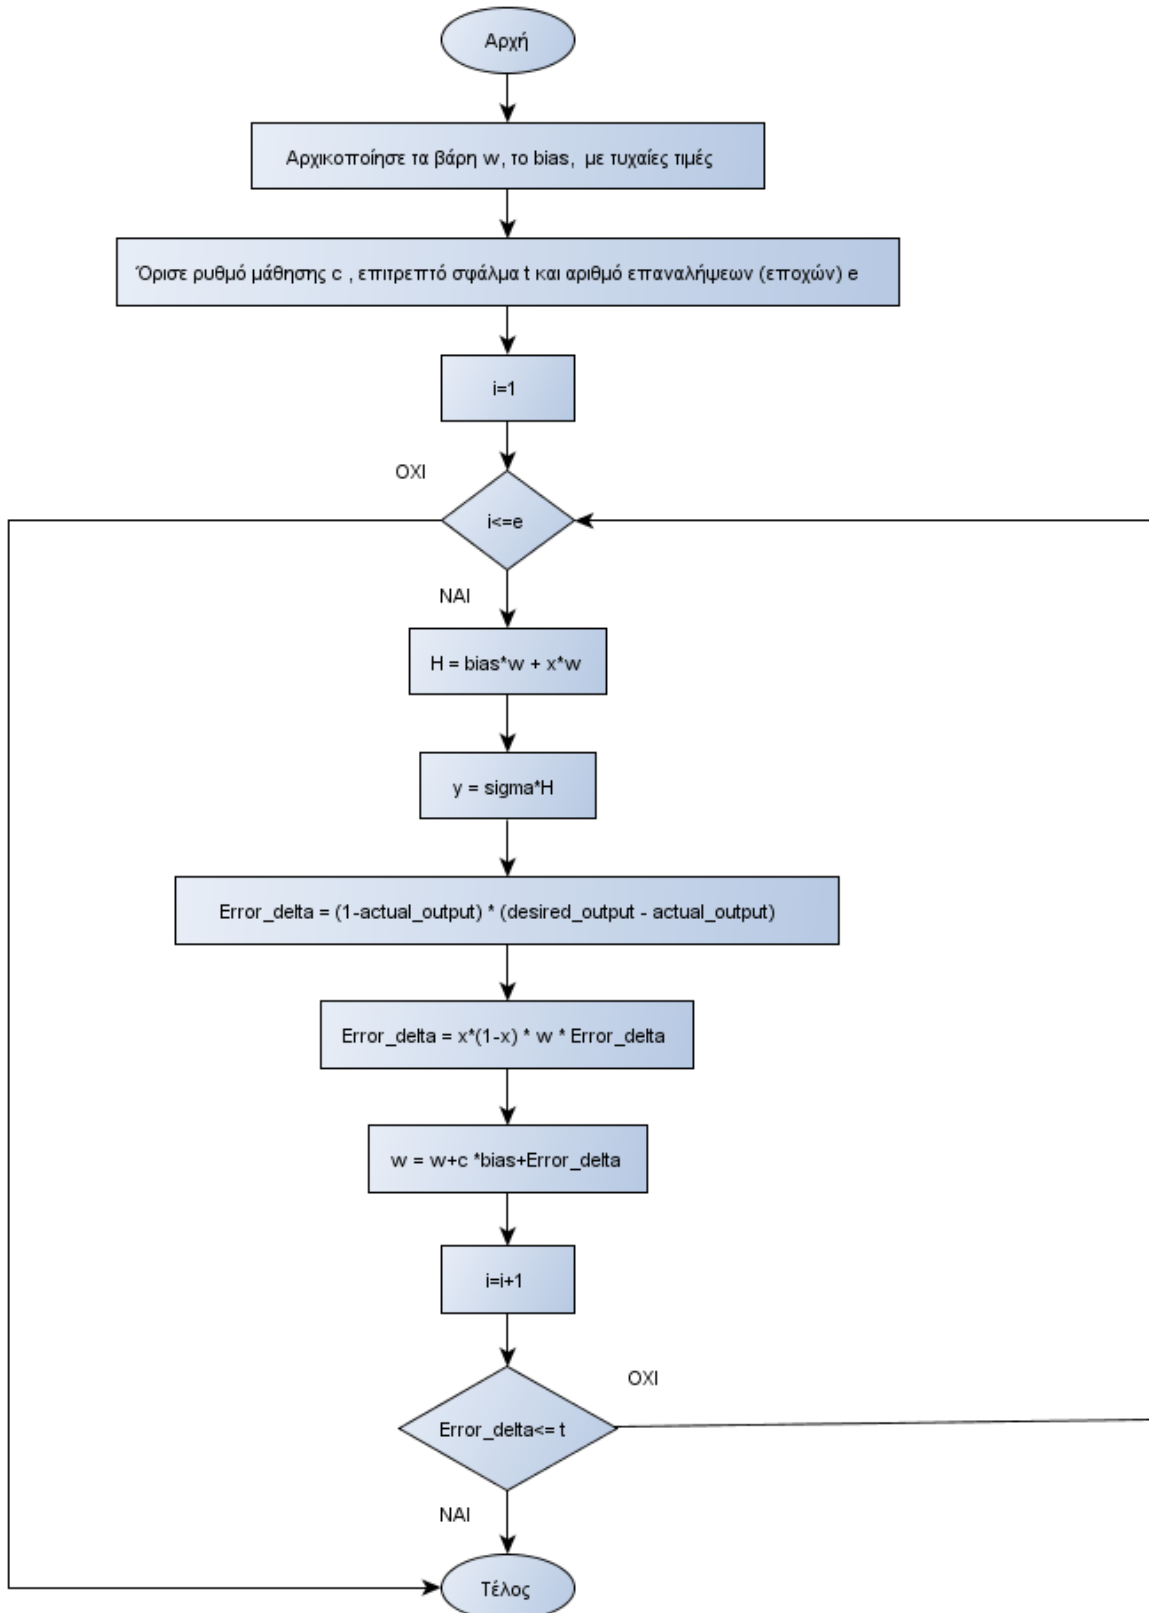 Αρχή
Αρχικοποίησε τα βάρη w, το bias, με τυχαίες τιμές
Όρισε ρυθμό μάθησης c , επιτρεπτό σφάλμα t και αριθμό επαναλήψεων (εποχών) e
i=1
ΟΧΙ
i<=e
ΝΑΙ
H = bias*w + x*w
y = sigma*H
Error_delta = (1-actual_output) * (desired_output - actual_output)
Error_delta = x*(1-x) * w * Error_delta
w = w+c *bias+Error_delta
i=i+1
ΟΧΙ
Error_delta<= t
ΝΑΙ
Τέλος